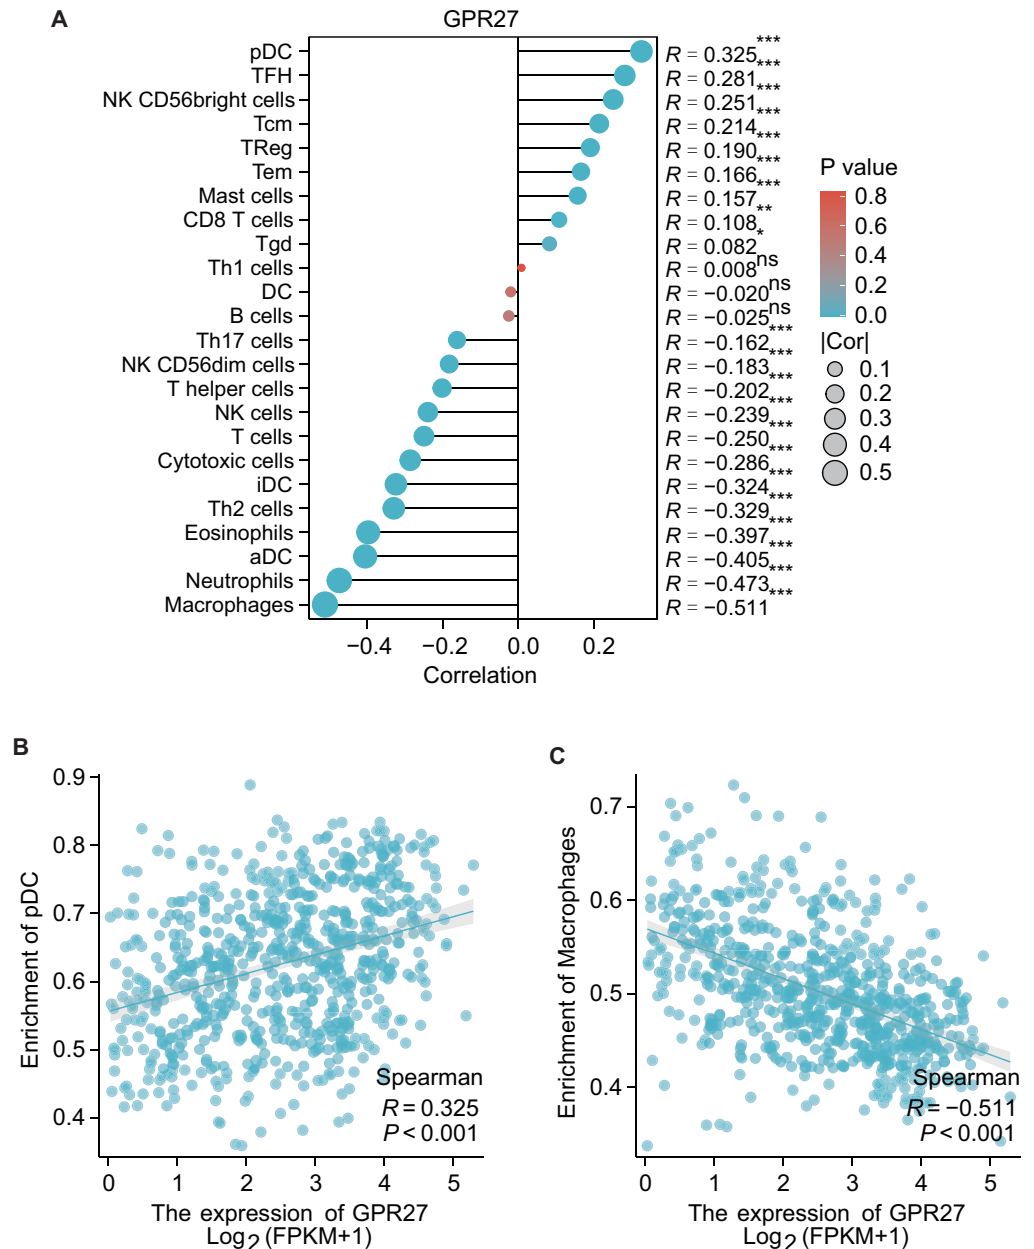 A
GPR27
pDC R = 0.325***
TFH R = 0.281***
NK CD56bright cells R = 0.251***
Tcm R = 0.214***
TReg R = 0.190***
Tem R = 0.166***
Mast cells R = 0.157***
CD8 T cells R = 0.108**
Tgd R = 0.082*
Th1 cells R = 0.008ns
DC R = −0.020ns
B cells R = −0.025ns
Th17 cells R = −0.162***
NK CD56dim cells R = −0.183***
T helper cells R = −0.202***
NK cells R = −0.239***
T cells R = −0.250***
Cytotoxic cells R = −0.286***
iDC R = −0.324***
Th2 cells R = −0.329***
Eosinophils R = −0.397***
aDC R = −0.405***
Neutrophils R = −0.473***
Macrophages R = −0.511***
−0.4 −0.2 0.0 0.2
Correlation
P value
0.8
0.6
0.4
0.2
0.0
|Cor|
0.1
0.2
0.3
0.4
0.5
B
Enrichment of pDC
0.9
0.8
0.7
0.6
0.5
0.4
Spearman
R = 0.325
P < 0.001
0 1 2 3 4 5
The expression of GPR27
Log2 (FPKM+1)
C
Enrichment of Macrophages
0.7
0.6
0.5
0.4
Spearman
R = −0.511
P < 0.001
0 1 2 3 4 5
The expression of GPR27
Log2 (FPKM+1)